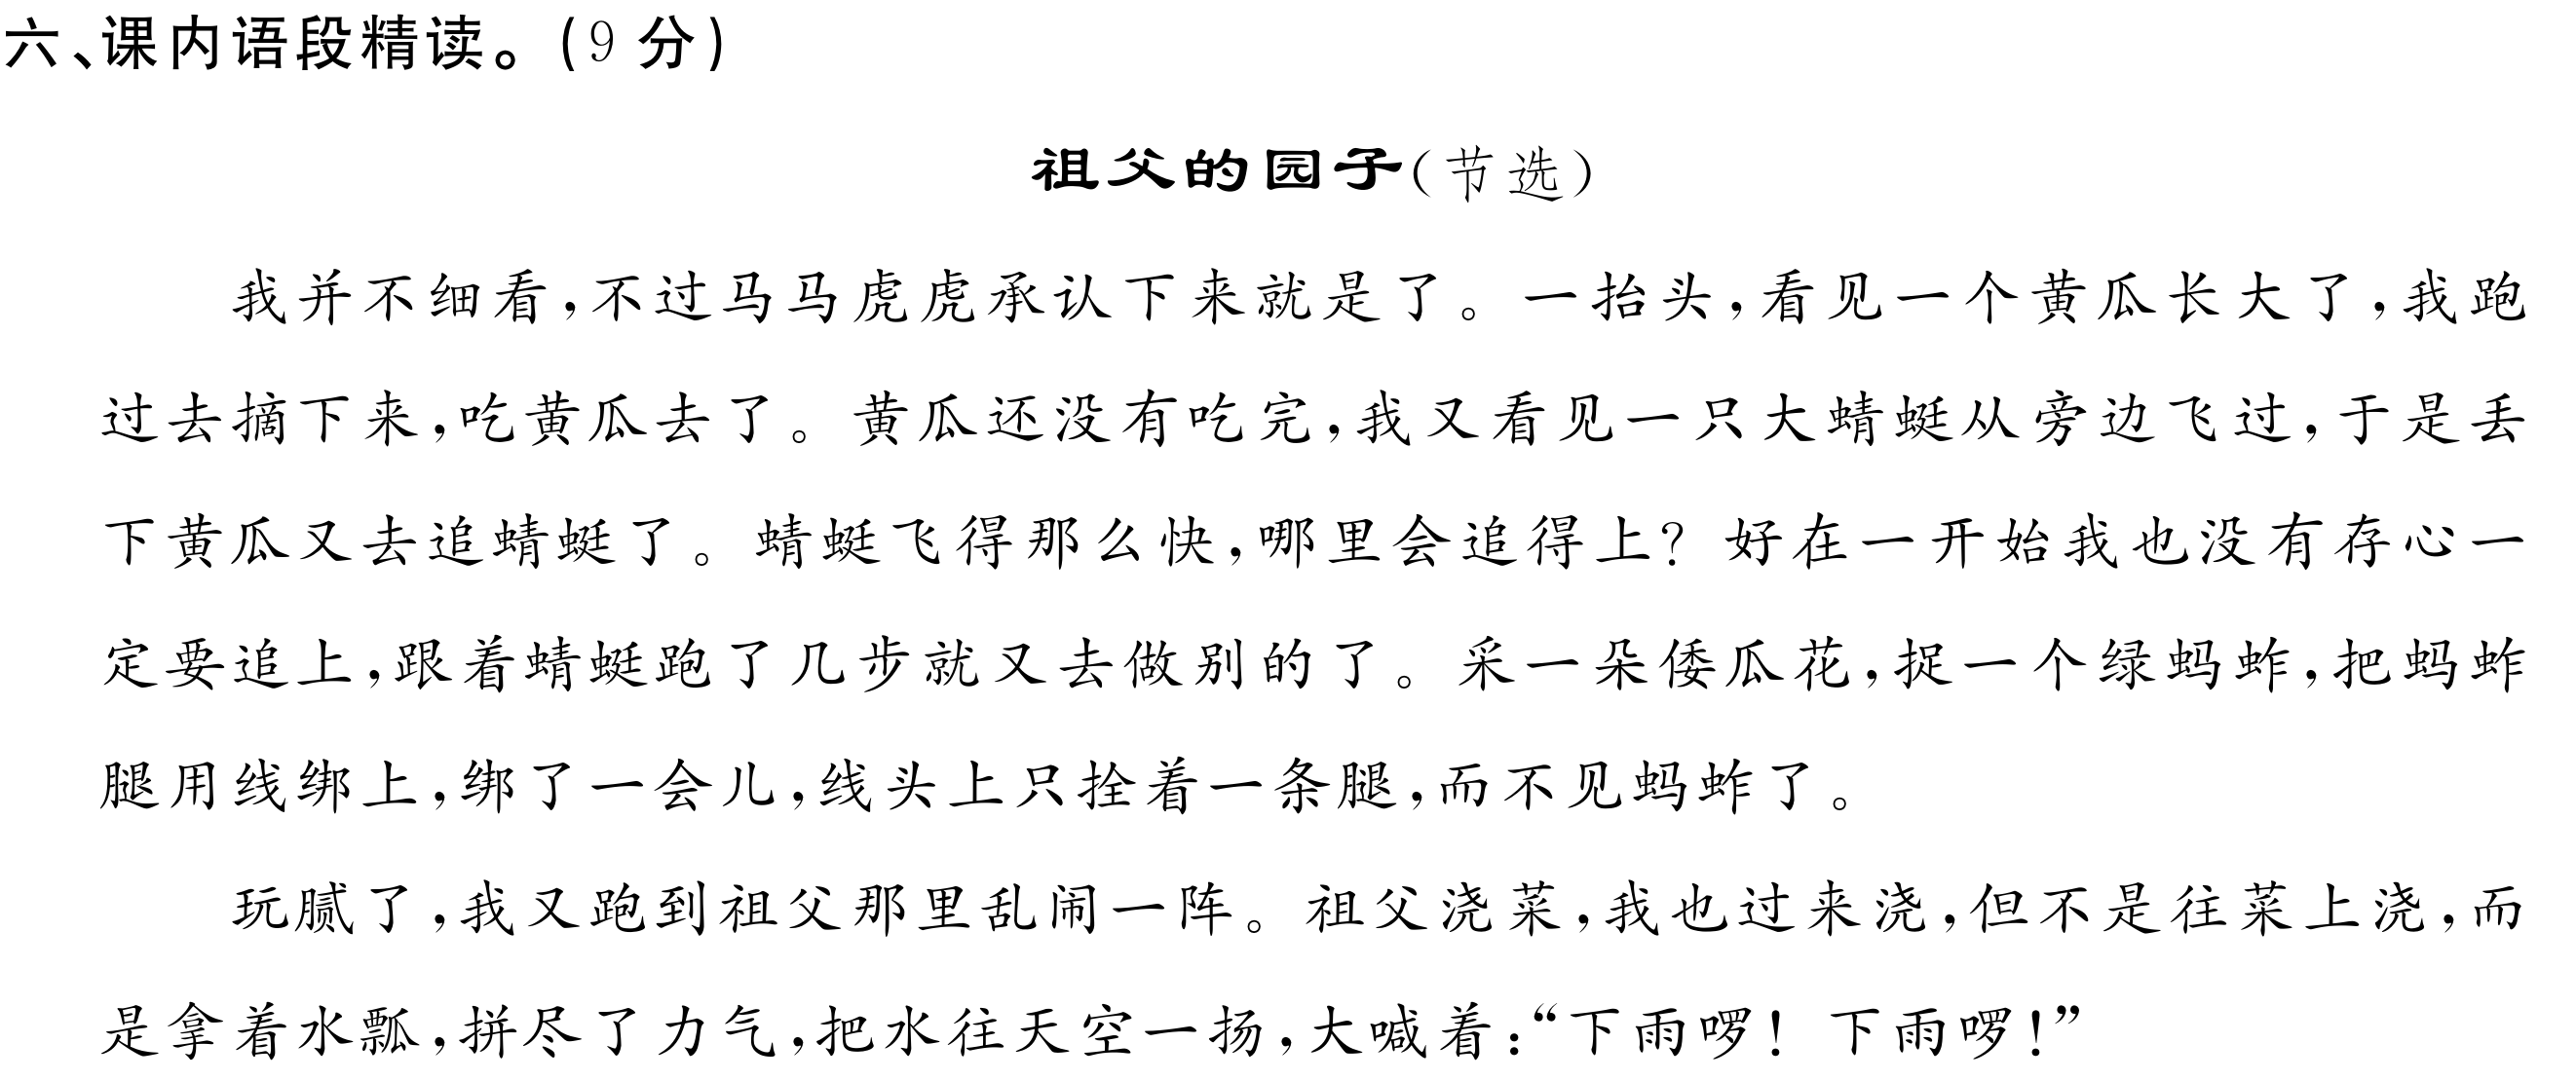 六、课内语段精读。(9 分)
祖父的园子(节选)
我并不细看,不过马马虎虎承认下来就是了。一抬头,看见一个黄瓜长大了,我跑
过去摘下来,吃黄瓜去了。黄瓜还没有吃完,我又看见一只大蜻蜓从旁边飞过,于是丢
下黄瓜又去追蜻蜓了。蜻蜓飞得那么快,哪里会追得上? 好在一开始我也没有存心一
定要追上,跟着蜻蜓跑了几步就又去做别的了。采一朵倭瓜花,捉一个绿蚂蚱,把蚂蚱
腿用线绑上,绑了一会儿,线头上只拴着一条腿,而不见蚂蚱了。
玩腻了,我又跑到祖父那里乱闹一阵。祖父浇菜,我也过来浇,但不是往菜上浇,而
是拿着水瓢,拼尽了力气,把水往天空一扬,大喊着:“下雨啰! 下雨啰!”